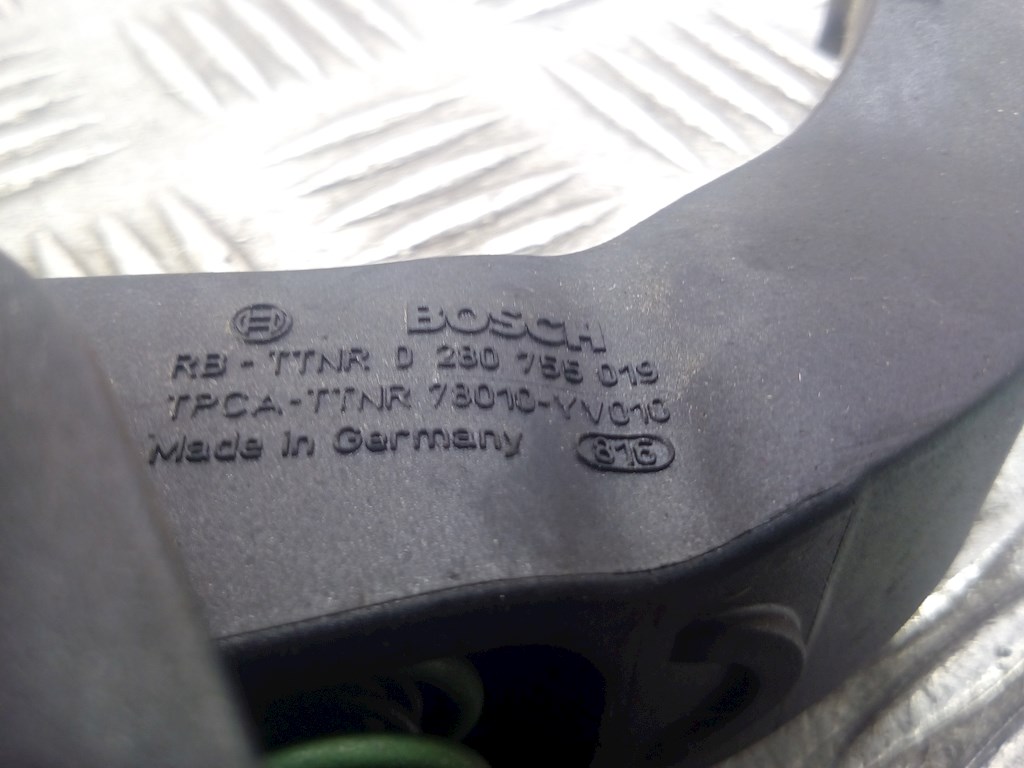 BOSCH
RB - TTNR 0 280 755 019
TPCA-TTNR 78010-YV010
Made in Germany 816